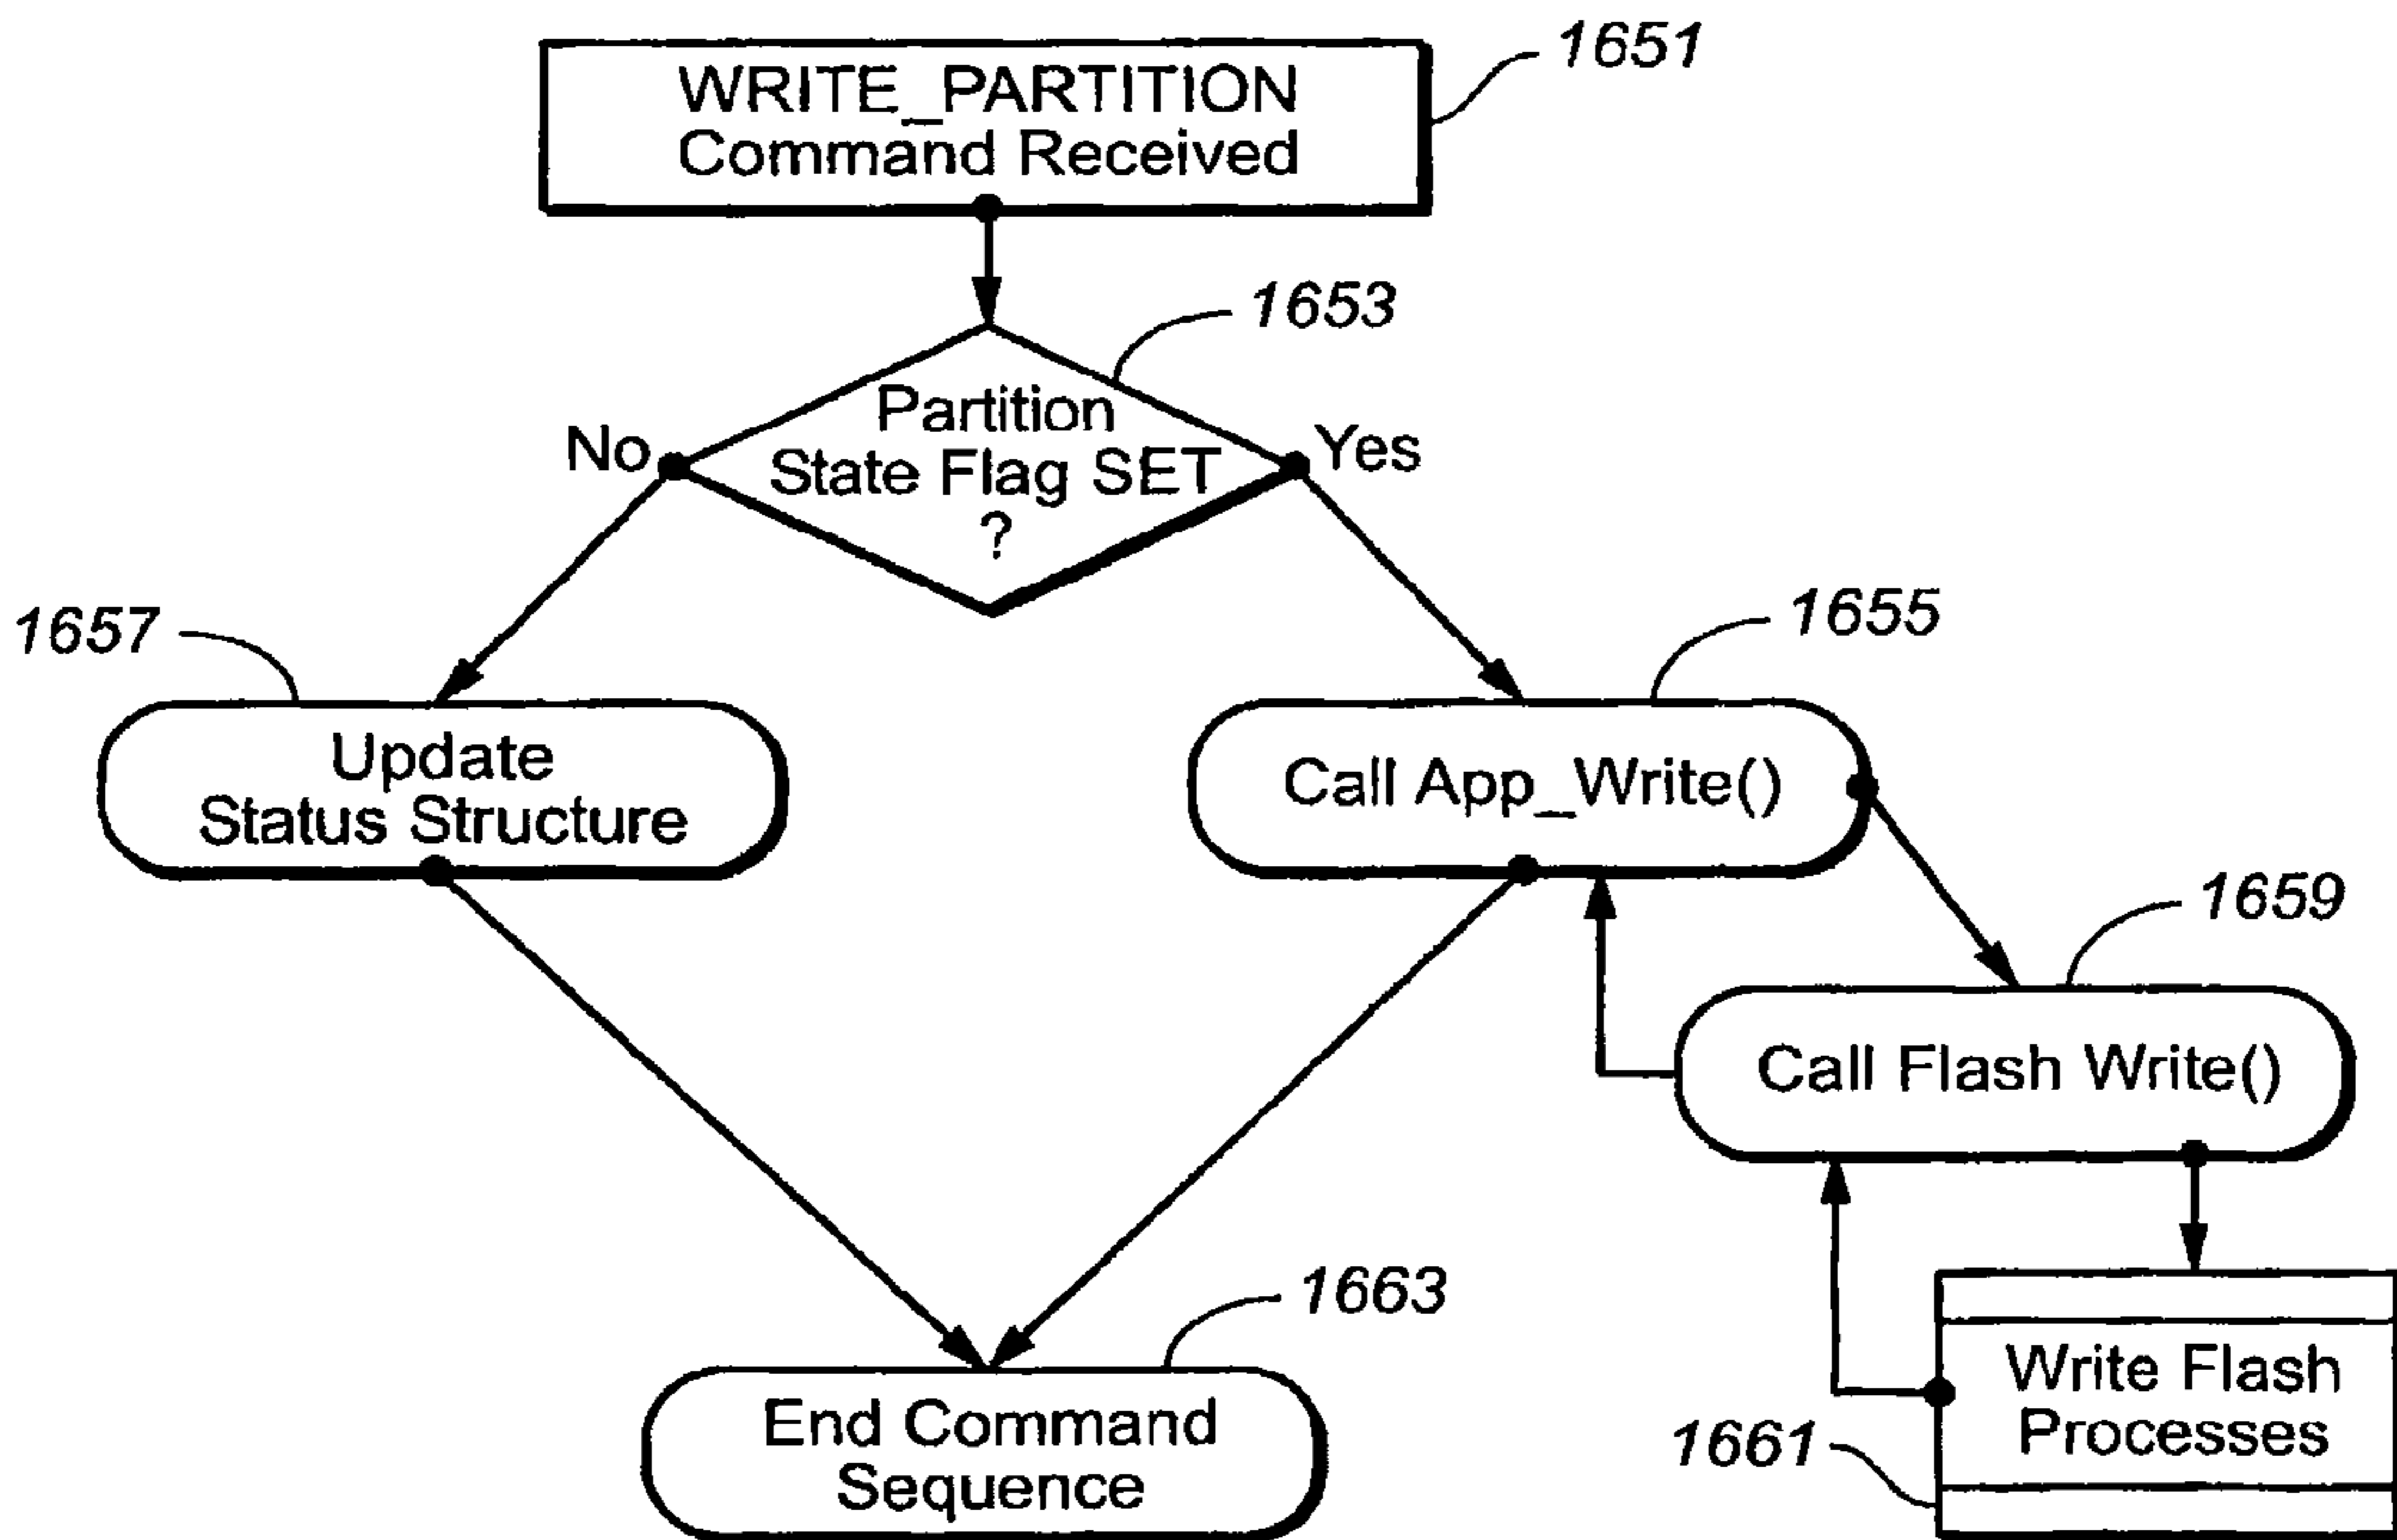 1651
WRITE_PARTITION
Command Received
1653
Partition
State Flag SET
?
No
Yes
1657
1655
Update
Status Structure
Call App_Write()
1659
Call Flash Write()
1663
End Command
Sequence
Write Flash
Processes
1661